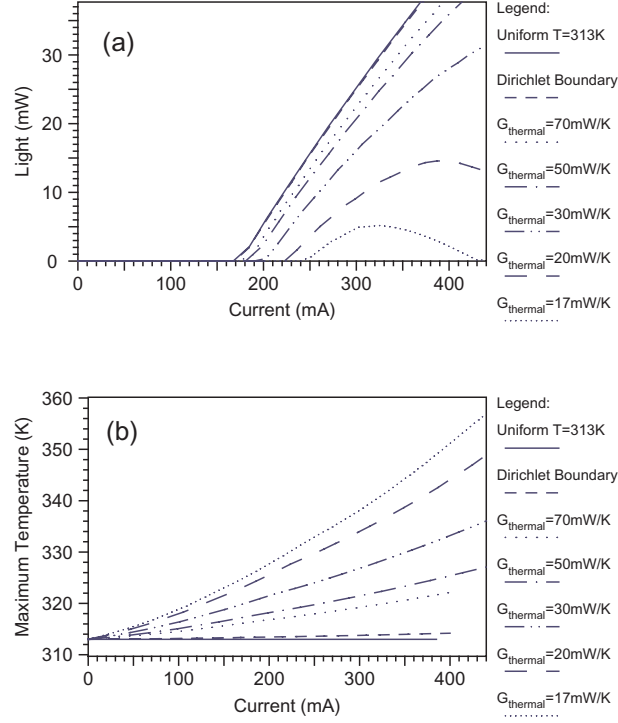 (a)
Light (mW)
30
20
10
0
0
100
200
300
400
Current (mA)
Legend:
Uniform T=313K
Dirichlet Boundary
Gthermal=70mW/K
Gthermal=50mW/K
Gthermal=30mW/K
Gthermal=20mW/K
Gthermal=17mW/K
(b)
Maximum Temperature (K)
360
350
340
330
320
310
0
100
200
300
400
Current (mA)
Legend:
Uniform T=313K
Dirichlet Boundary
Gthermal=70mW/K
Gthermal=50mW/K
Gthermal=30mW/K
Gthermal=20mW/K
Gthermal=17mW/K